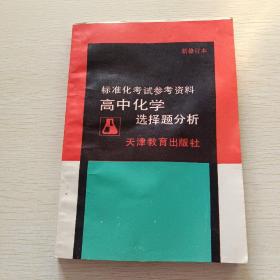 新修订本
标准化考试参考资料
高中化学
选择题分析
天津教育出版社